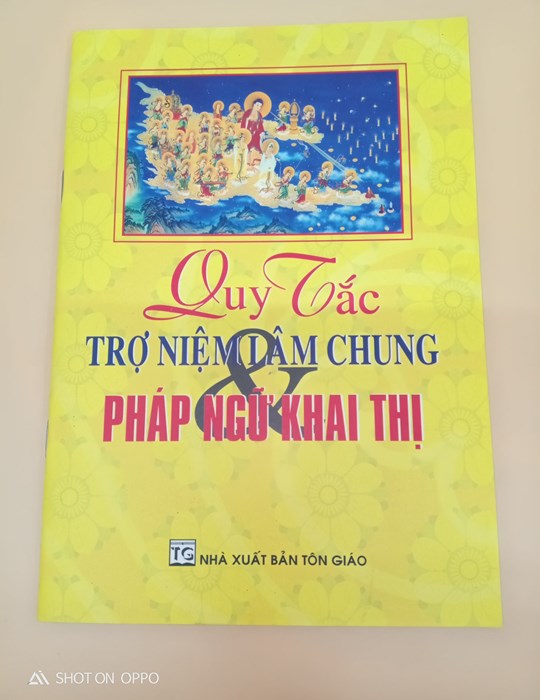 Quy Tắc
TRỢ NIỆM LÂM CHUNG
&
PHÁP NGỮ KHAI THỊ
TG NHÀ XUẤT BẢN TÔN GIÁO
SHOT ON OPPO